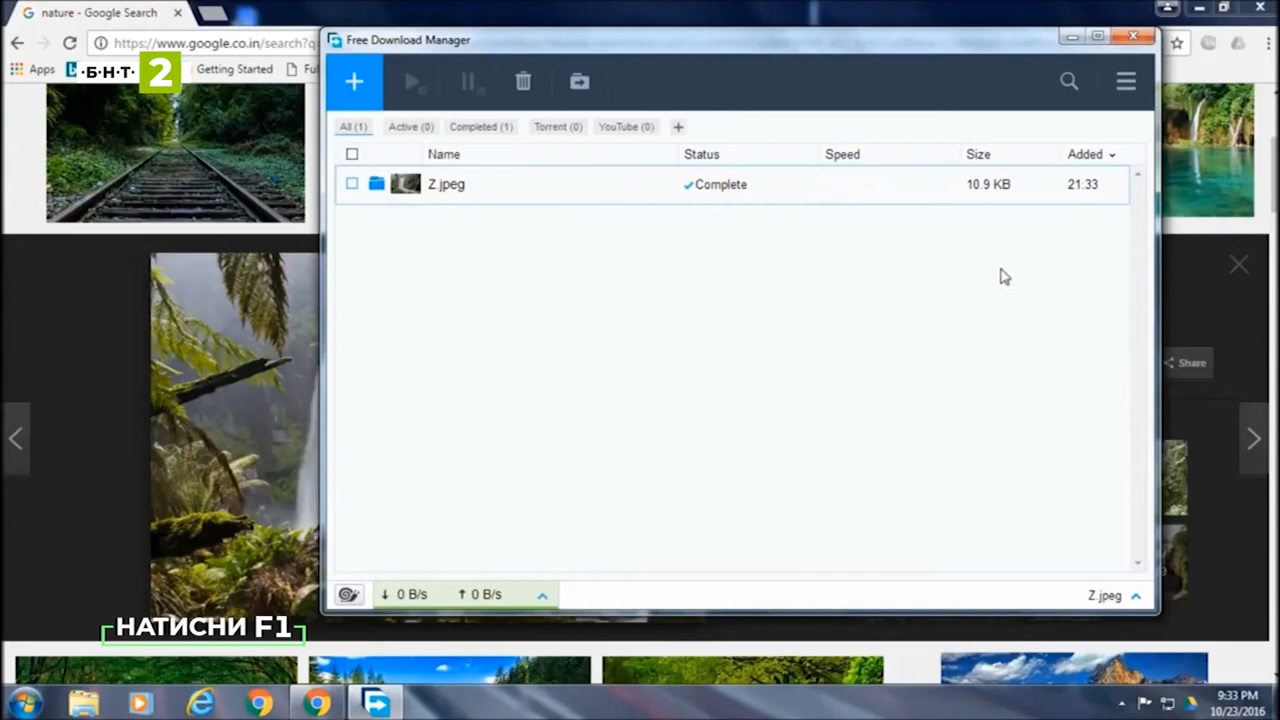 nature - Google Search
https://www.google.co.in/search?q
Apps
Getting Started
Ful
·Б·Н·Т· 2
Free Download Manager
All (1)
Active (0)
Completed (1)
Torrent (0)
YouTube (0)
Name
Status
Speed
Size
Added
Z.jpeg
Complete
10.9 KB
21:33
Share
0 B/s
0 B/s
Z.jpeg
НАТИСНИ F1
9:33 PM
10/23/2016